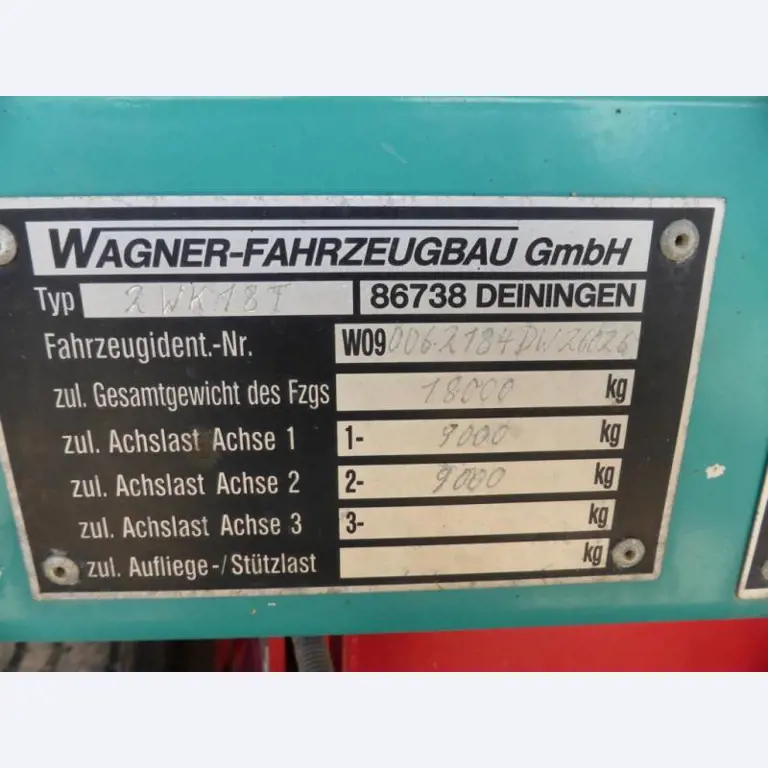 WAGNER-FAHRZEUGBAU GmbH
Typ 2WK18T 86738 DEININGEN
Fahrzeugident.-Nr. W090062184DW26026
zul. Gesamtgewicht des Fzgs 18000 kg
zul. Achslast Achse 1 1- 9000 kg
zul. Achslast Achse 2 2- 9000 kg
zul. Achslast Achse 3 3- kg
zul. Aufliege-/Stützlast kg